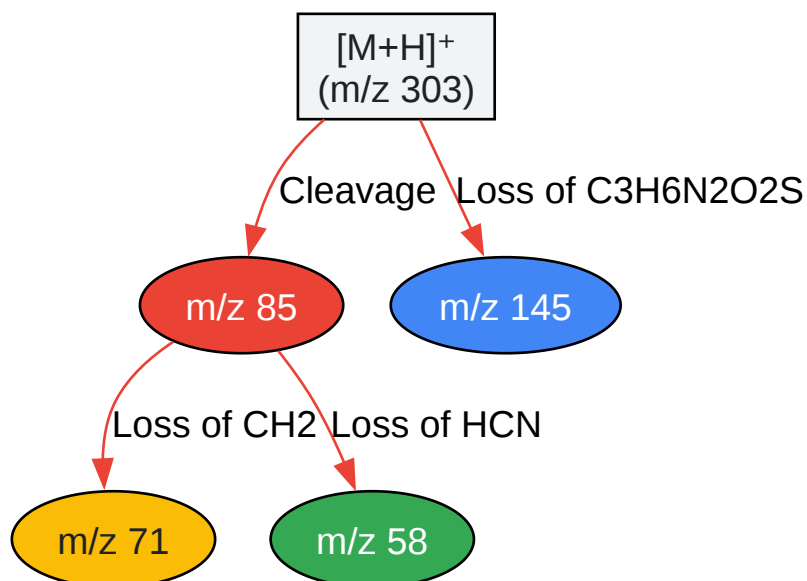 [M+H]⁺
(m/z 303)
Cleavage
Loss of C3H6N2O2S
m/z 85
m/z 145
Loss of CH2
Loss of HCN
m/z 71
m/z 58